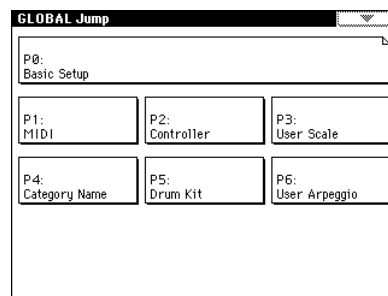 GLOBAL Jump
P0:
Basic Setup
P1:
MIDI
P2:
Controller
P3:
User Scale
P4:
Category Name
P5:
Drum Kit
P6:
User Arpeggio